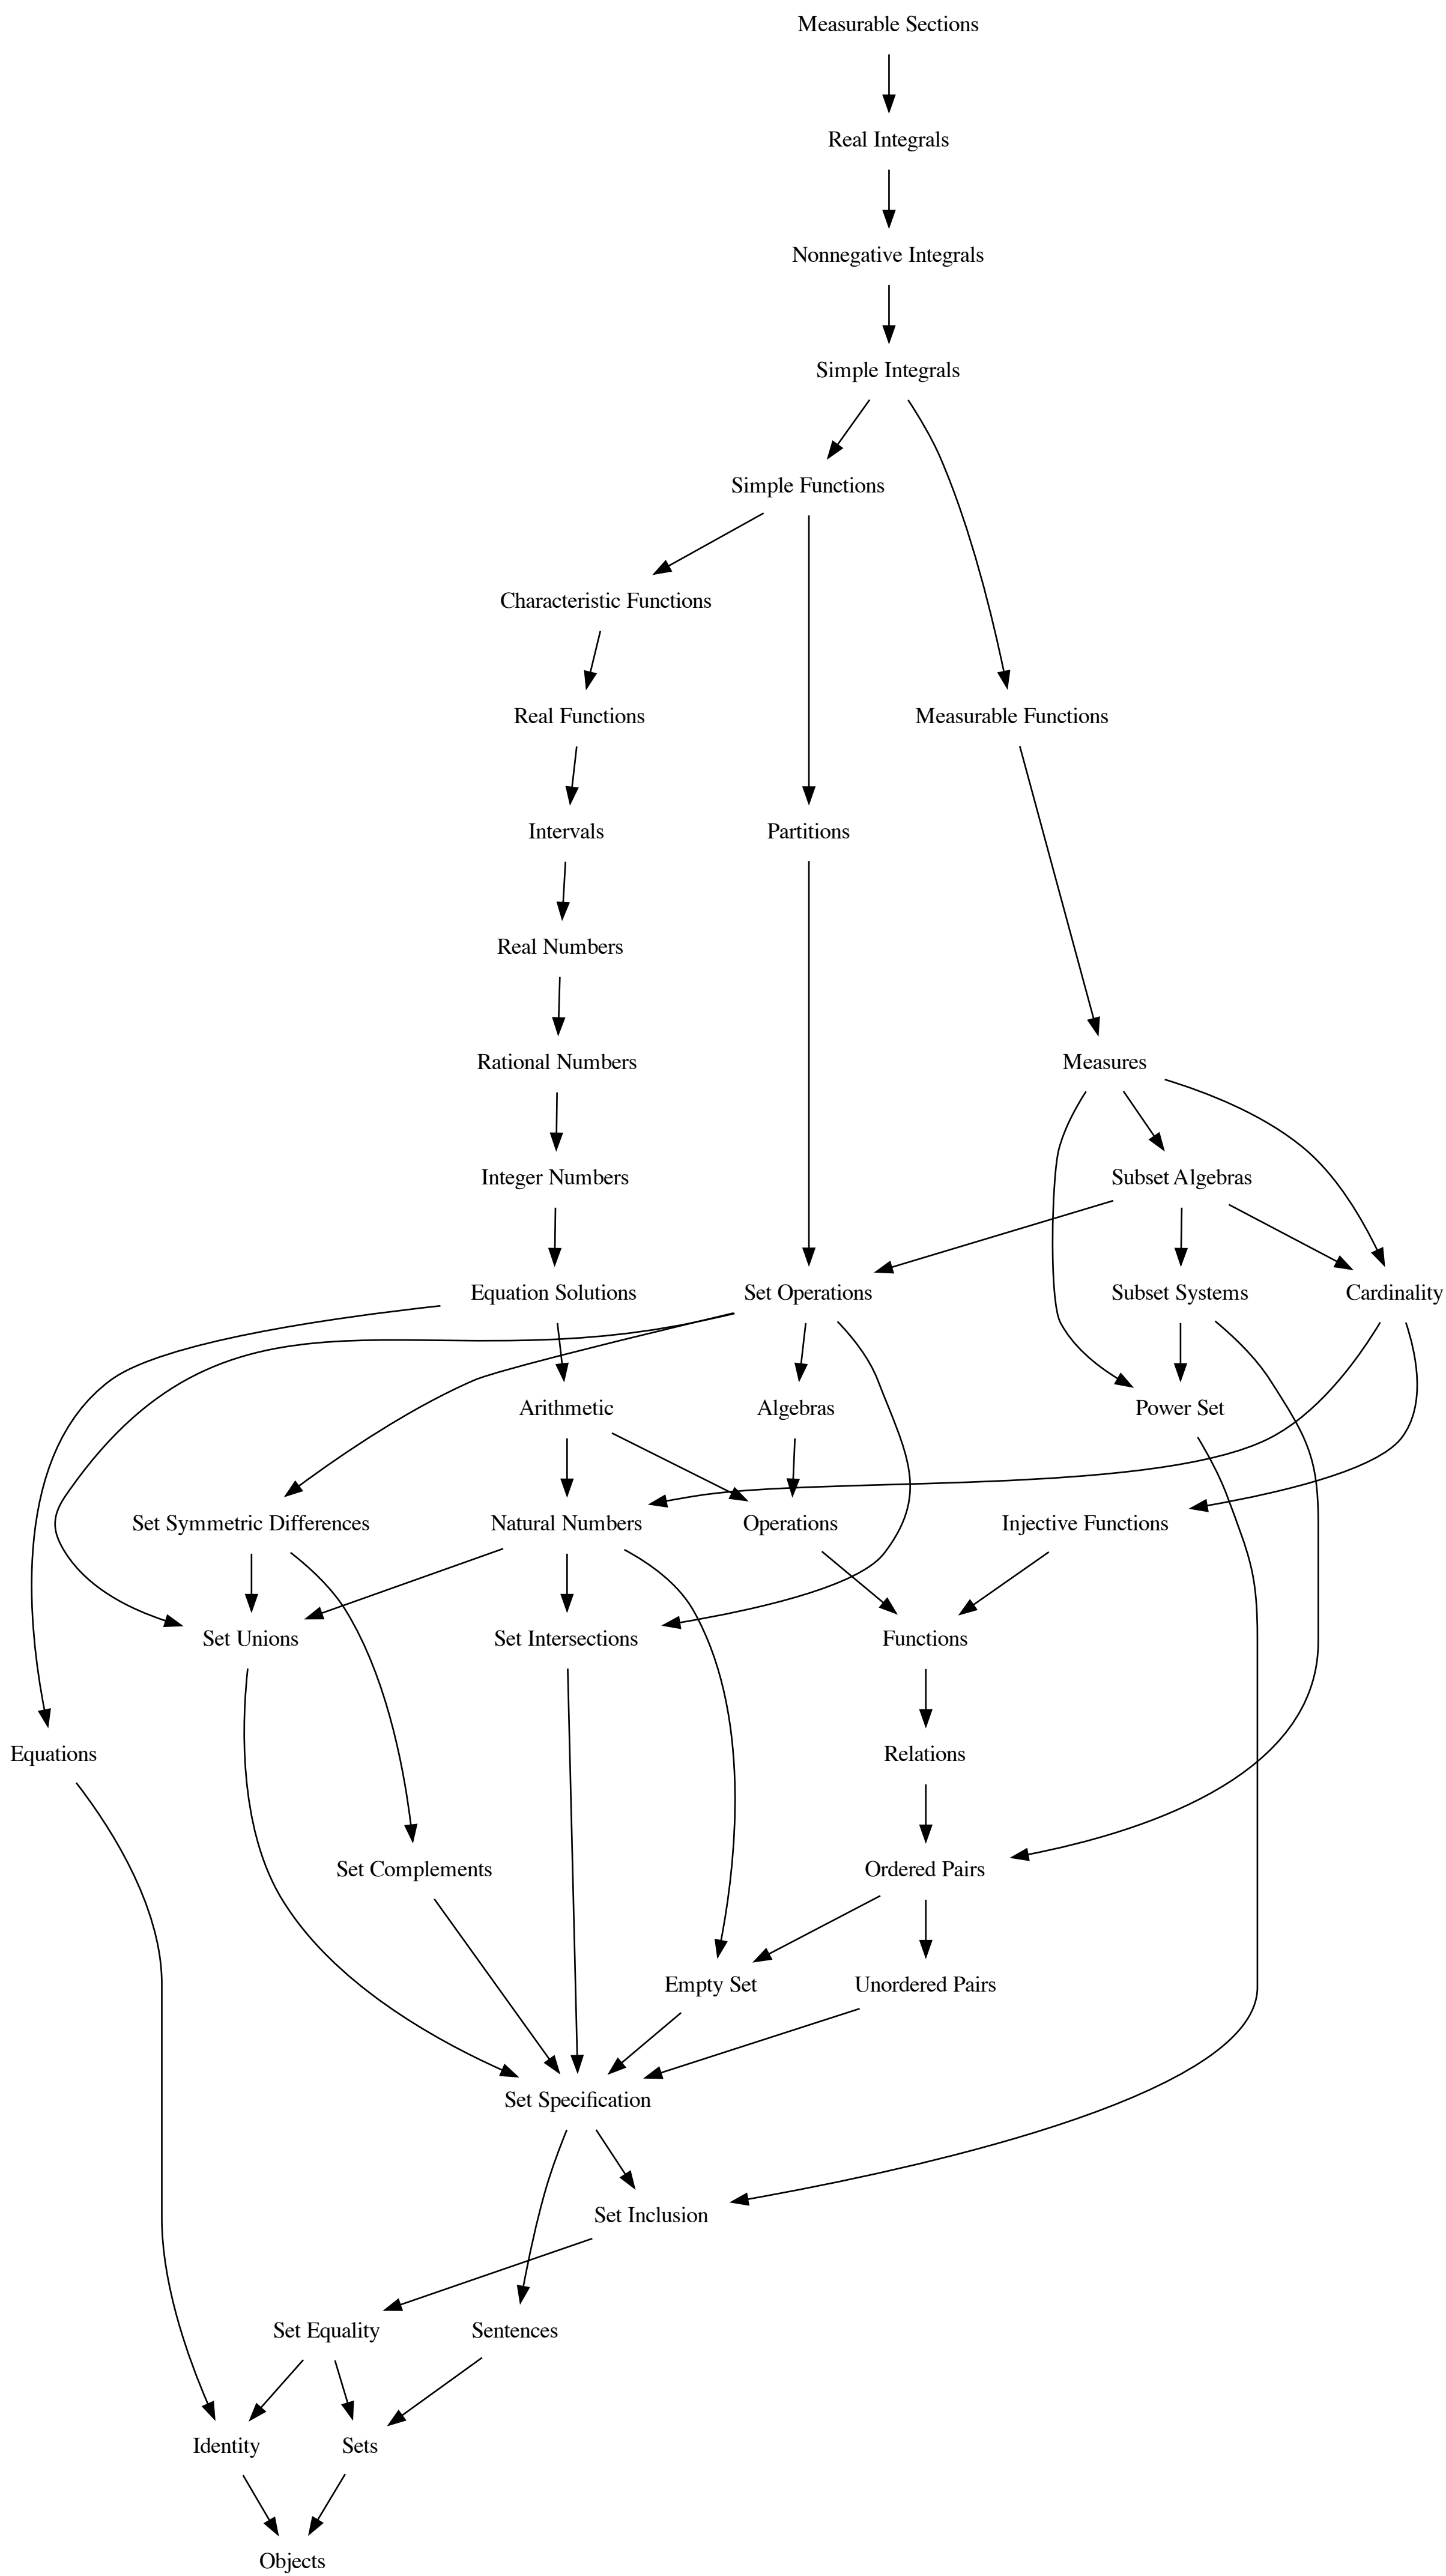 Measurable Sections
Real Integrals
Nonnegative Integrals
Simple Integrals
Simple Functions
Characteristic Functions
Real Functions
Measurable Functions
Intervals
Partitions
Real Numbers
Rational Numbers
Measures
Integer Numbers
Subset Algebras
Equation Solutions
Set Operations
Subset Systems
Cardinality
Arithmetic
Algebras
Power Set
Set Symmetric Differences
Natural Numbers
Operations
Injective Functions
Set Unions
Set Intersections
Functions
Equations
Relations
Set Complements
Ordered Pairs
Empty Set
Unordered Pairs
Set Specification
Set Inclusion
Set Equality
Sentences
Identity
Sets
Objects